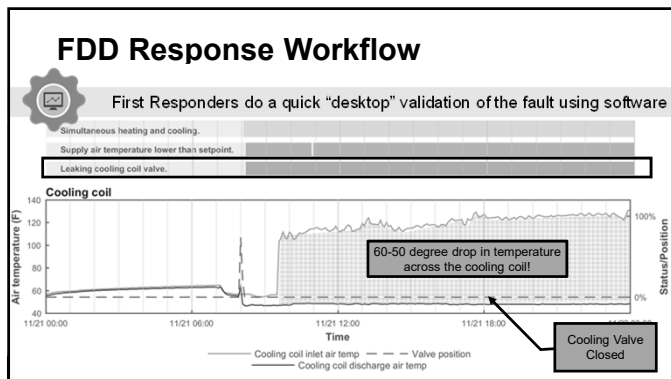 FDD Response Workflow
First Responders do a quick “desktop” validation of the fault using software
Simultaneous heating and cooling.
Supply air temperature lower than setpoint.
Leaking cooling coil valve.
Cooling coil
Air temperature (F)
140
120
100
80
60
40
100%
0%
Status/Position
60-50 degree drop in temperature
across the cooling coil!
11/21 00:00
11/21 06:00
11/21 12:00
11/21 18:00
Time
Cooling coil inlet air temp
Valve position
Cooling coil discharge air temp
Cooling Valve
Closed